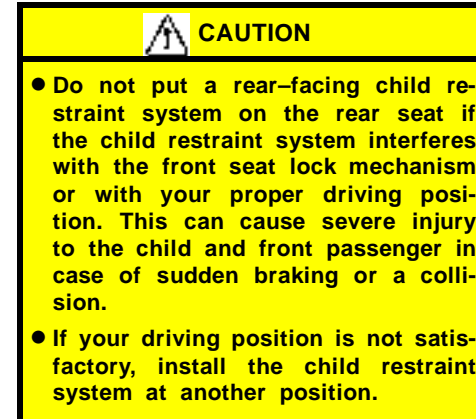 CAUTION
● Do not put a rear–facing child re-
straint system on the rear seat if
the child restraint system interferes
with the front seat lock mechanism
or with your proper driving posi-
tion. This can cause severe injury
to the child and front passenger in
case of sudden braking or a colli-
sion.
● If your driving position is not satis-
factory, install the child restraint
system at another position.